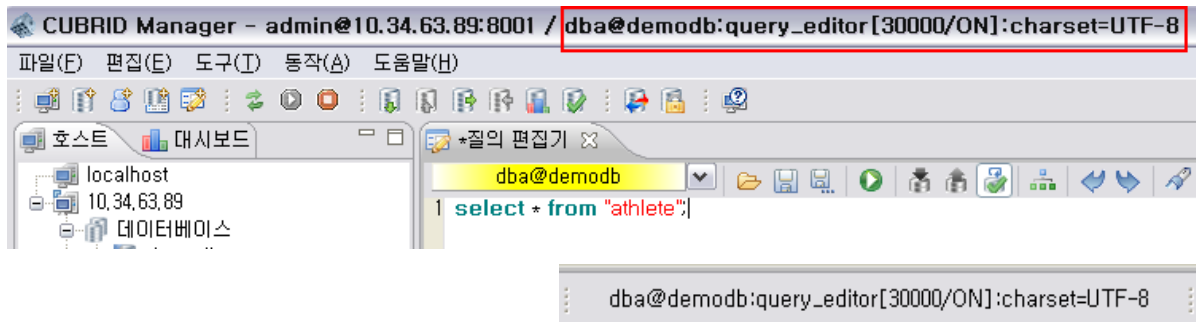 CUBRID Manager - admin@10.34.63.89:8001 / dba@demodb:query_editor[30000/ON]:charset=UTF-8
파일(F) 편집(E) 도구(T) 동작(A) 도움말(H)
호스트 대시보드 *질의 편집기
localhost dba@demodb
10,34,63,89 1 select * from "athlete";
데이터베이스
dba@demodb:query_editor[30000/ON]:charset=UTF-8